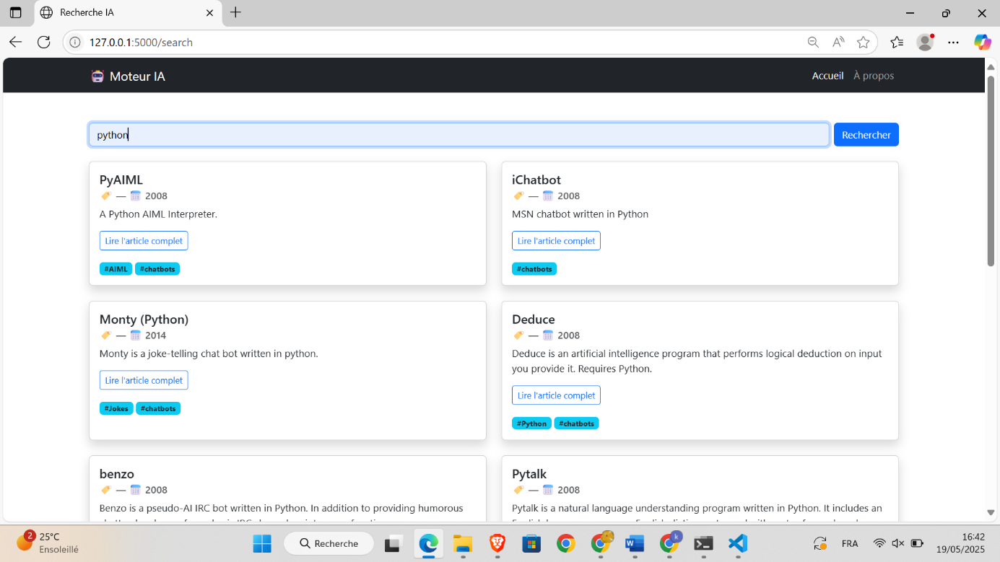 Recherche IA
127.0.0.1:5000/search
Moteur IA
Accueil À propos
python
Rechercher
PyAIML
— 2008
A Python AIML Interpreter.
Lire l'article complet
#AIML #chatbots
iChatbot
— 2008
MSN chatbot written in Python
Lire l'article complet
#chatbots
Monty (Python)
— 2014
Monty is a joke-telling chat bot written in python.
Lire l'article complet
#Jokes #chatbots
Deduce
— 2008
Deduce is an artificial intelligence program that performs logical deduction on input
you provide it. Requires Python.
Lire l'article complet
#Python #chatbots
benzo
— 2008
Benzo is a pseudo-AI IRC bot written in Python. In addition to providing humorous
Pytalk
— 2008
Pytalk is a natural language understanding program written in Python. It includes an
2
25°C
Ensoleillé
Recherche
k
FRA
16:42
19/05/2025